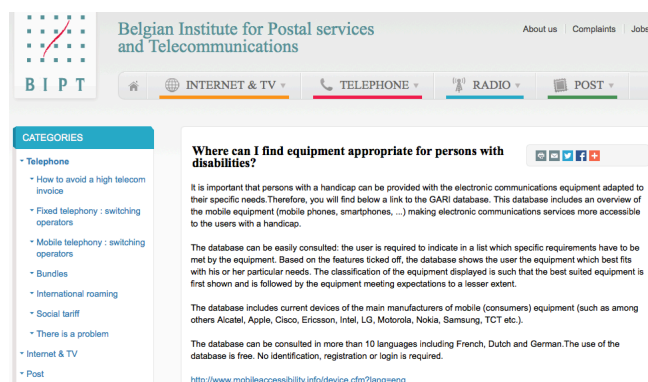 Belgian Institute for Postal services
and Telecommunications
About us
Complaints
Jobs
BIPT
INTERNET & TV
TELEPHONE
RADIO
POST
CATEGORIES
Telephone
How to avoid a high telecom
invoice
Fixed telephony : switching
operators
Mobile telephony : switching
operators
Bundles
International roaming
Social tariff
There is a problem
Internet & TV
Post
Where can I find equipment appropriate for persons with
disabilities?
It is important that persons with a handicap can be provided with the electronic communications equipment adapted to
their specific needs.Therefore, you will find below a link to the GARI database. This database includes an overview of
the mobile equipment (mobile phones, smartphones, ...) making electronic communications services more accessible
to the users with a handicap.
The database can be easily consulted: the user is required to indicate in a list which specific requirements have to be
met by the equipment. Based on the features ticked off, the database shows the user the equipment which best fits
with his or her particular needs. The classification of the equipment displayed is such that the best suited equipment is
first shown and is followed by the equipment meeting expectations to a lesser extent.
The database includes current devices of the main manufacturers of mobile (consumers) equipment (such as among
others Alcatel, Apple, Cisco, Ericsson, Intel, LG, Motorola, Nokia, Samsung, TCT etc.).
The database can be consulted in more than 10 languages including French, Dutch and German.The use of the
database is free. No identification, registration or login is required.
http://www.mobileaccessibility.info/device.cfm?lang=eng